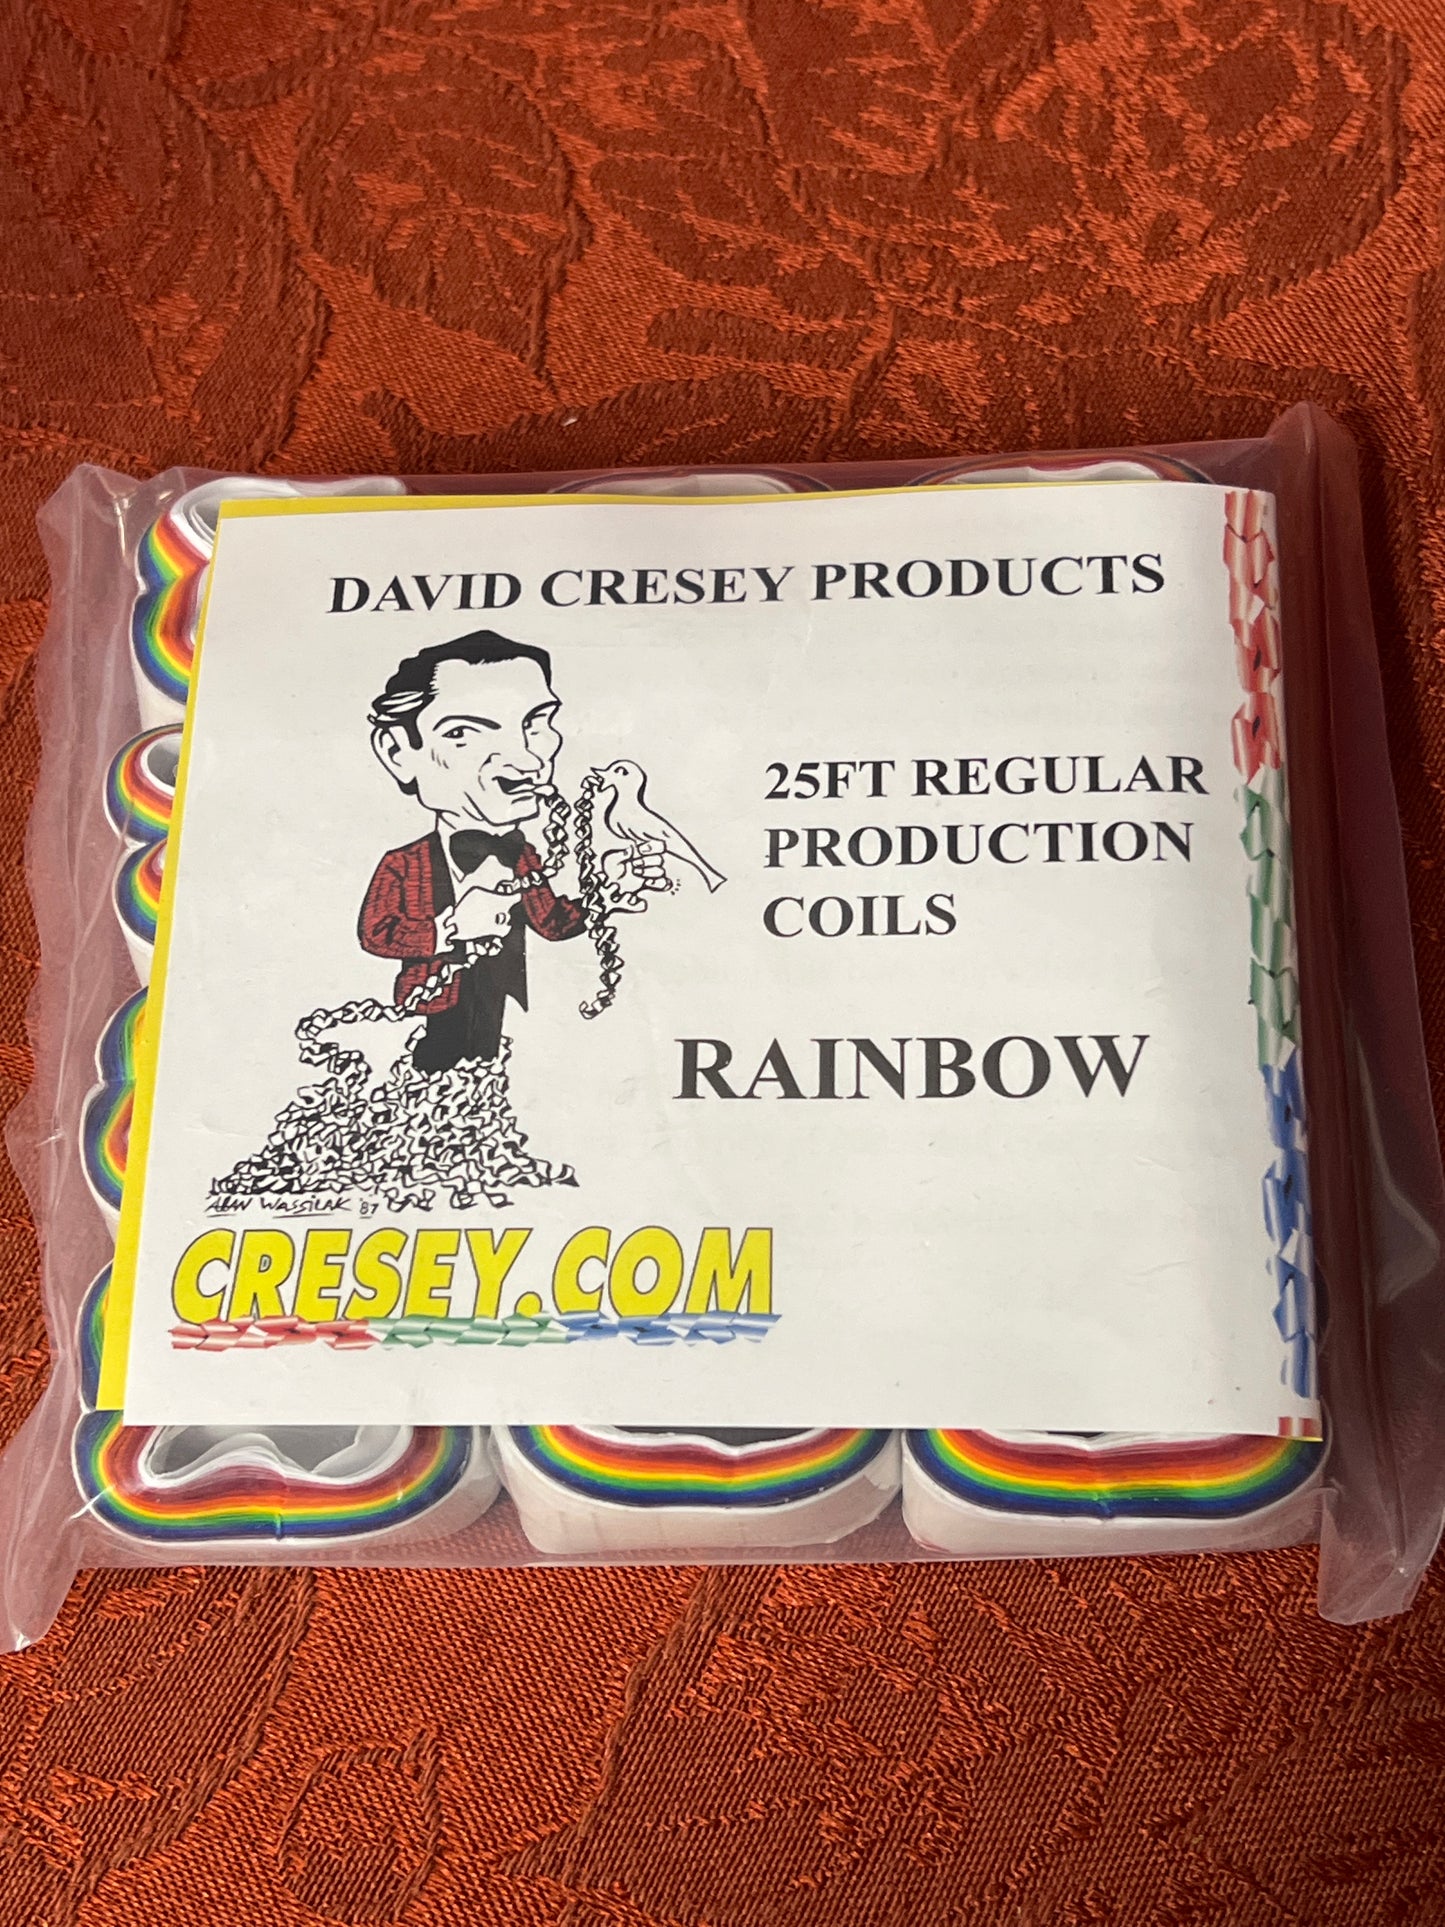 DAVID CRESEY PRODUCTS
25FT REGULAR
PRODUCTION
COILS
RAINBOW
ALAN WASSILAK '87
CRESEY.COM